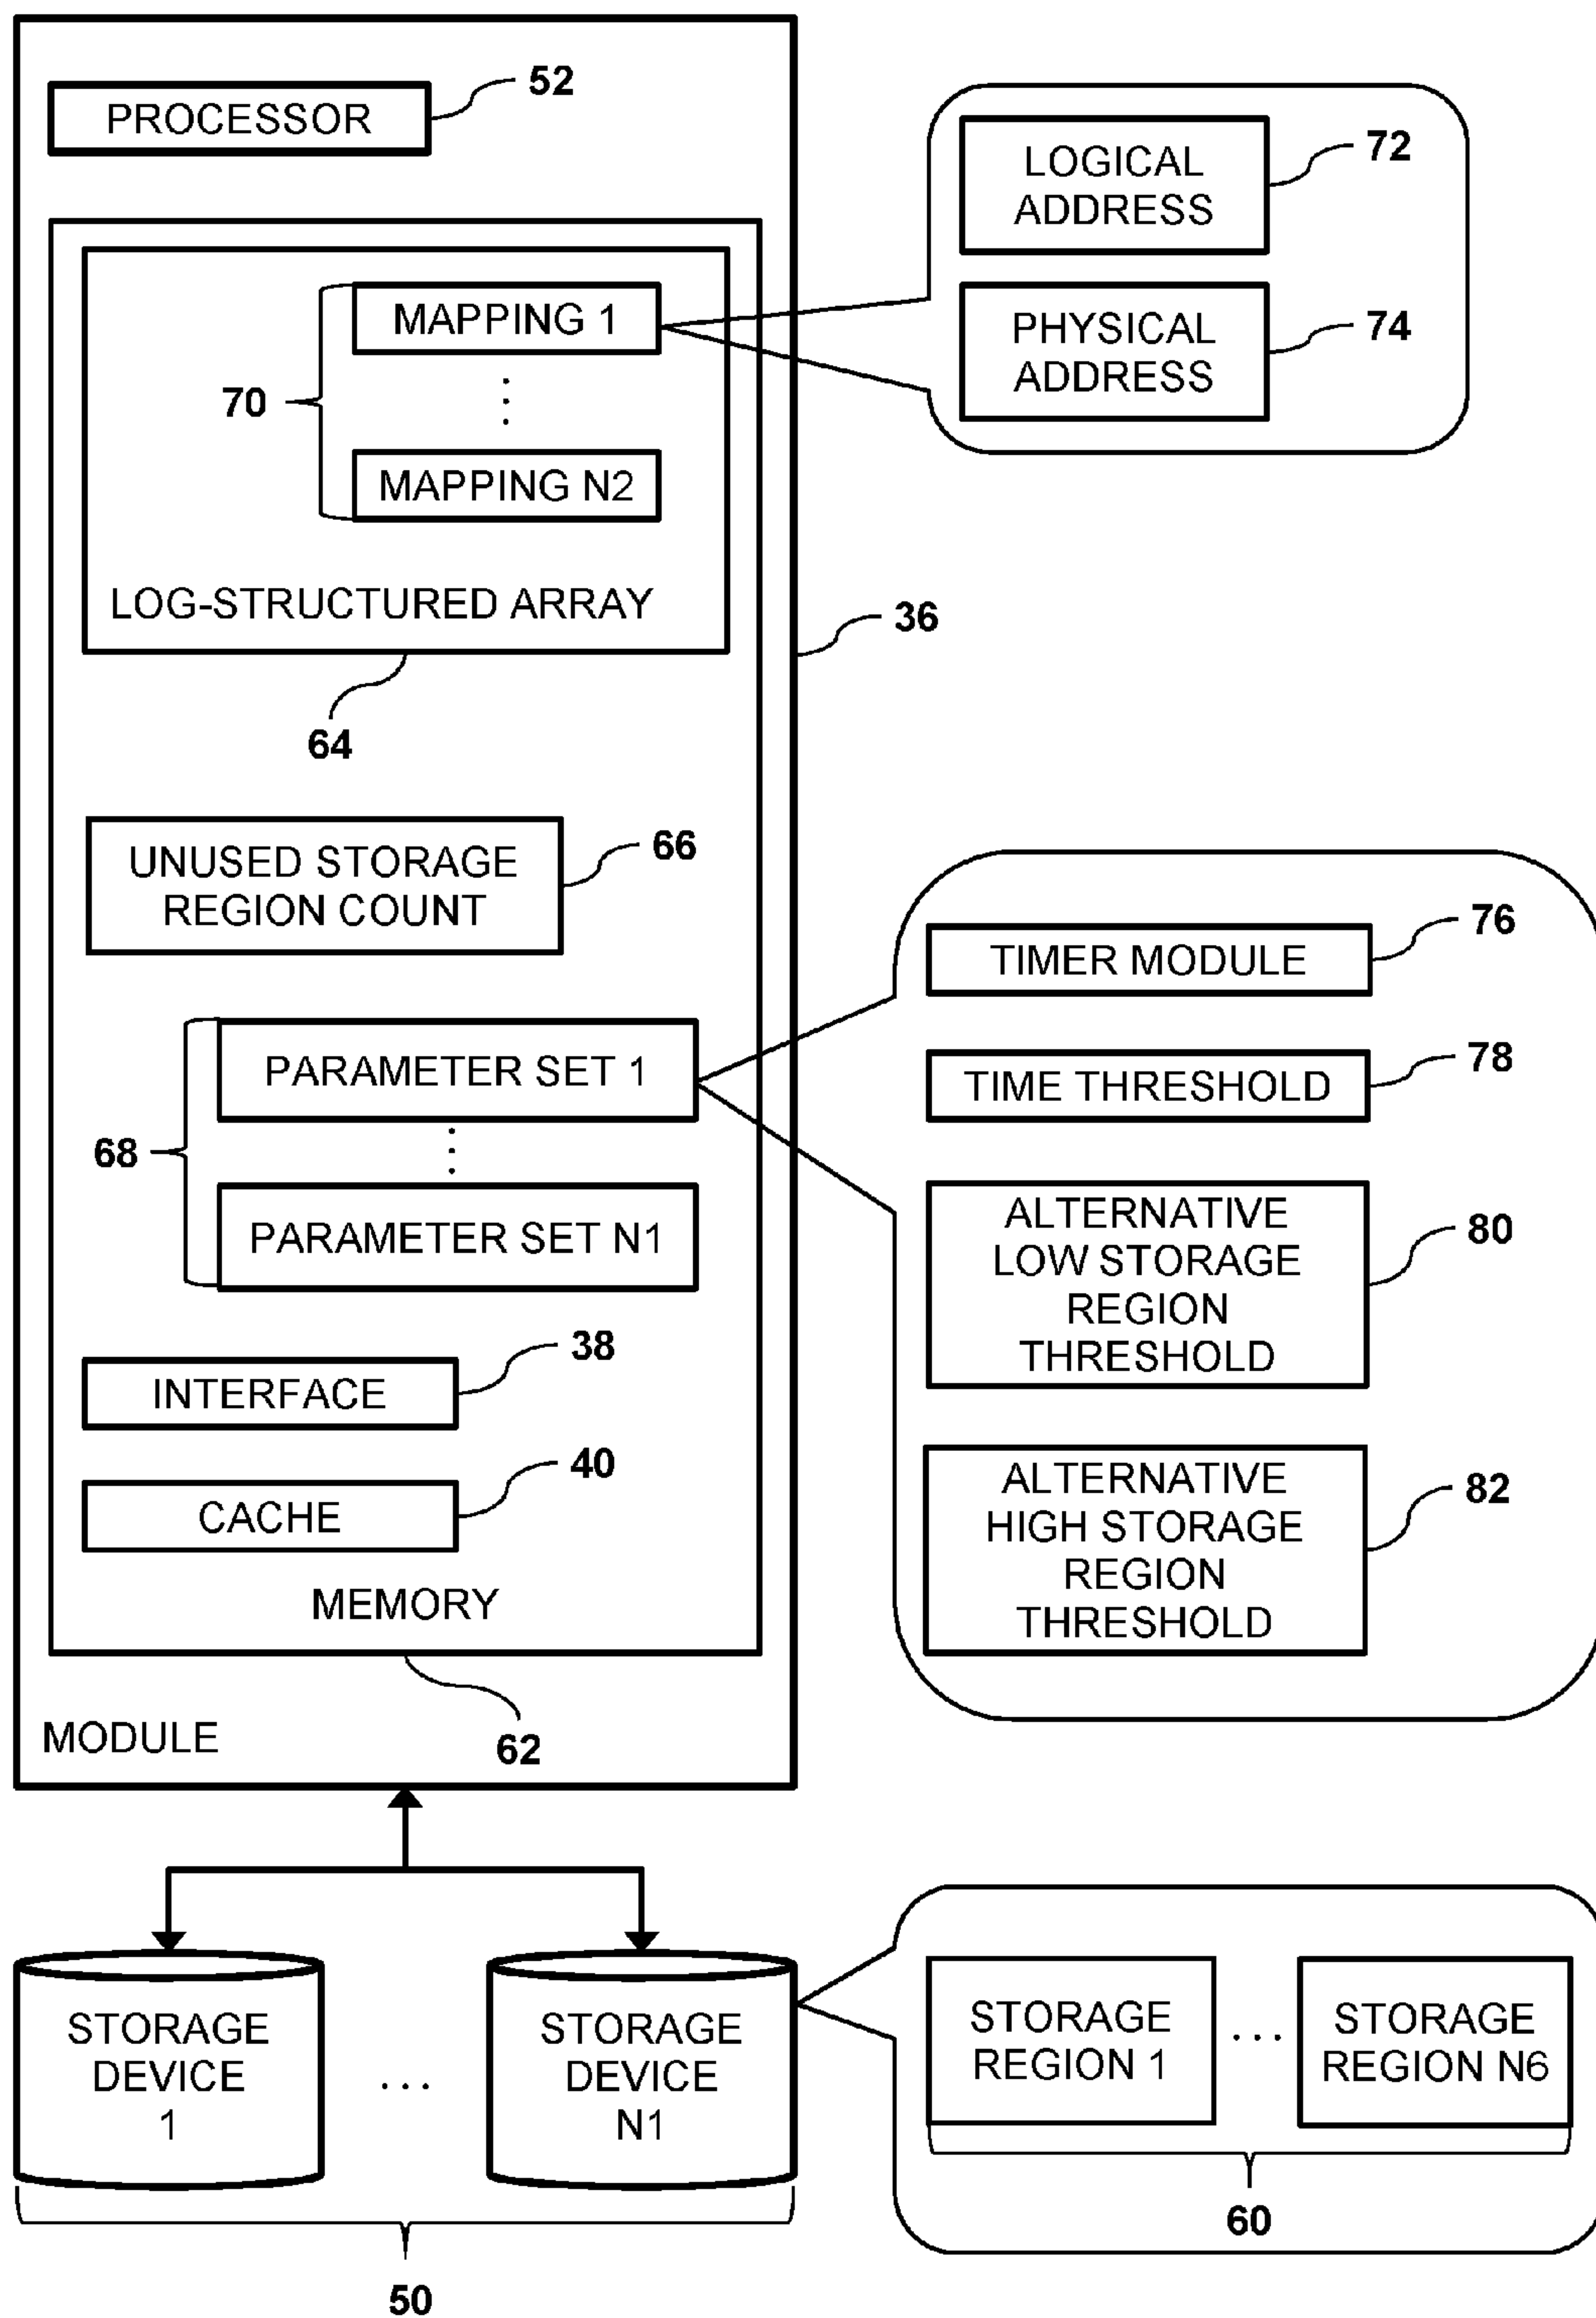 PROCESSOR
52
LOGICAL
ADDRESS
72
MAPPING 1
PHYSICAL
ADDRESS
74
70
MAPPING N2
LOG-STRUCTURED ARRAY
36
64
UNUSED STORAGE
REGION COUNT
66
TIMER MODULE
76
PARAMETER SET 1
TIME THRESHOLD
78
68
PARAMETER SET N1
ALTERNATIVE
LOW STORAGE
REGION
THRESHOLD
80
INTERFACE
38
CACHE
40
ALTERNATIVE
HIGH STORAGE
REGION
THRESHOLD
82
MEMORY
MODULE
62
STORAGE
DEVICE
1
...
STORAGE
DEVICE
N1
STORAGE
REGION 1
...
STORAGE
REGION N6
60
50